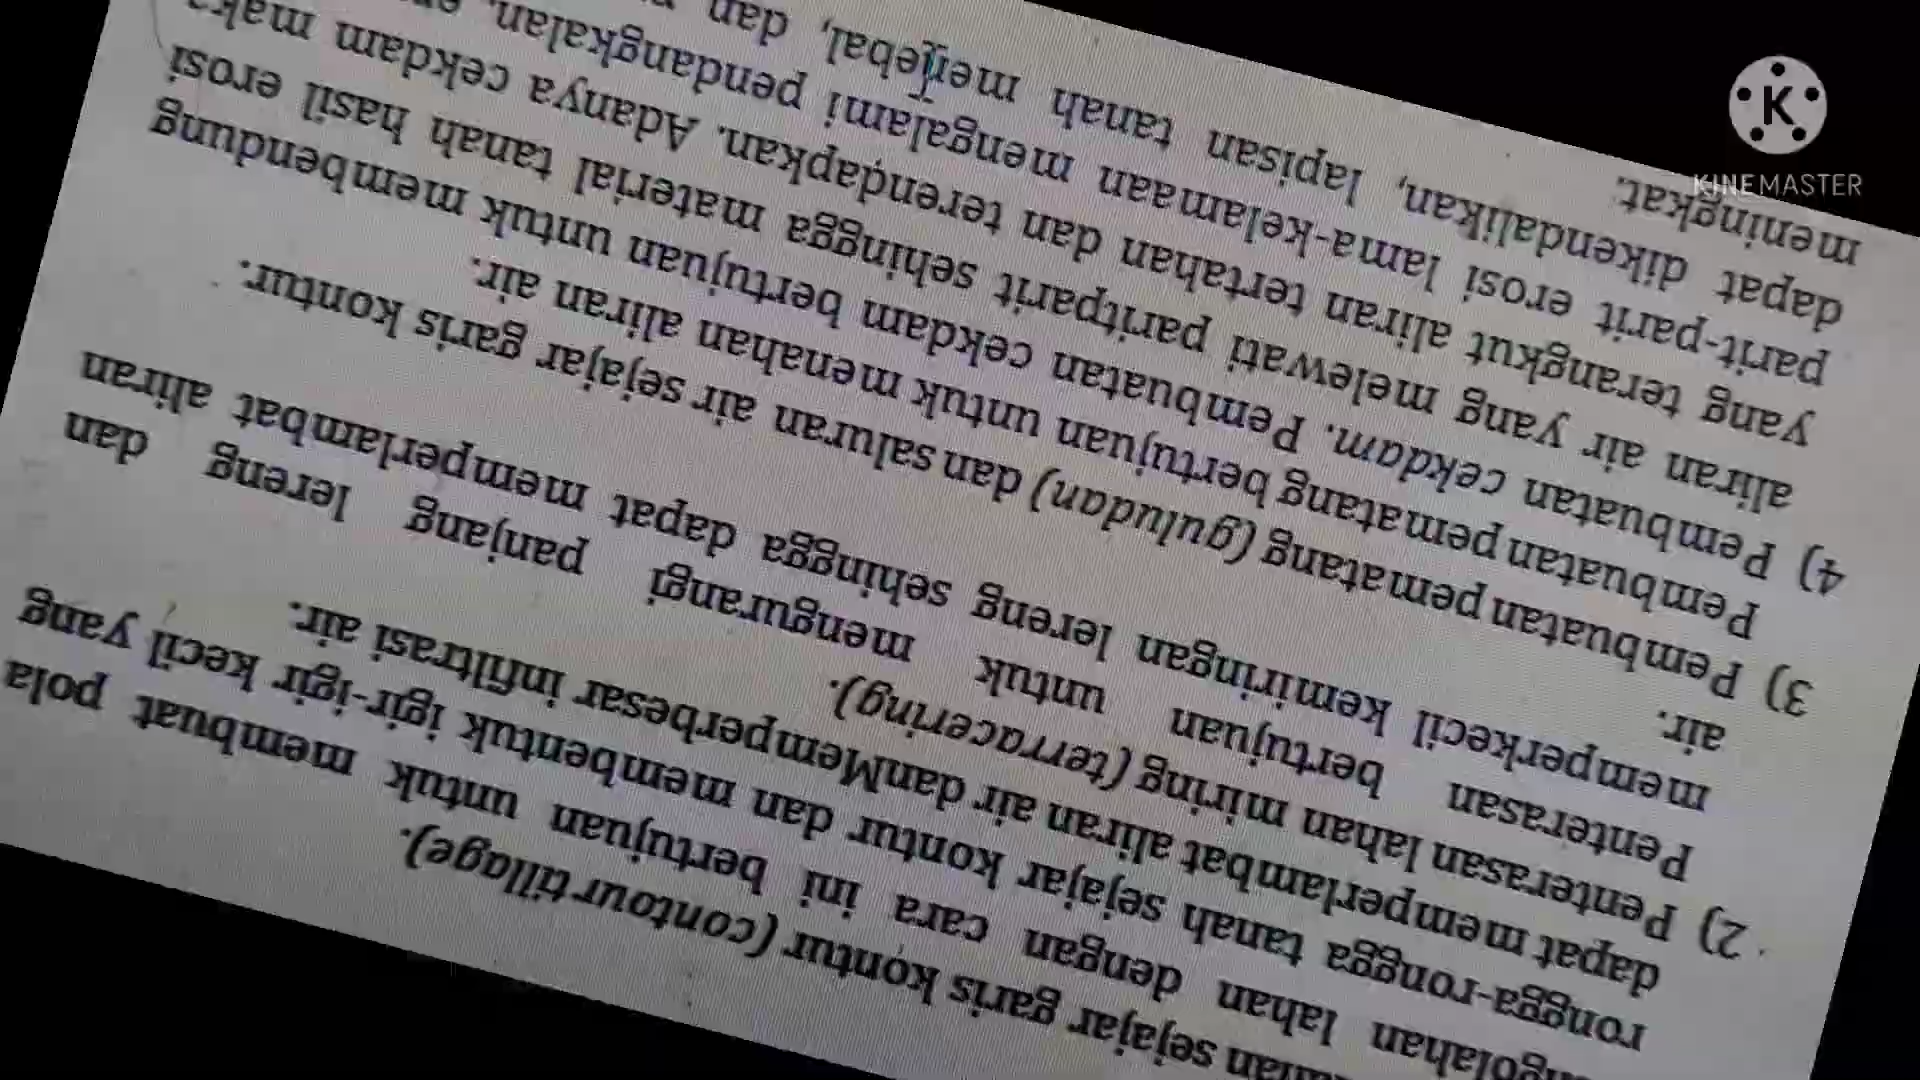 sejajar garis kontur (contour tillage).
lahan dengan cara ini bertujuan untuk membuat pola
rongga-rongga tanah sejajar kontur dan membentuk igir-igir kecil yang
dapat memperlambat aliran air danMemperbesar infiltrasi air.
2) Penterasan lahan miring (terracering).
Penterasan bertujuan untuk mengurangi panjang lereng dan
memperkecil kemiringan lereng sehingga dapat memperlambat aliran
air.
3) Pembuatan pematang (guludan) dan saluran air sejajar garis kontur.
Pembuatan pematang bertujuan untuk menahan aliran air.
4) Pembuatan cekdam. Pembuatan cekdam bertujuan untuk membendung
aliran air yang melewati paritparit sehingga material tanah hasil erosi
yang terangkut aliran tertahan dan terendapkan. Adanya cekdam maka
parit-parit erosi lama-kelamaan mengalami pendangkalan,
dapat dikendalikan, lapisan tanah menebal, dan
meningkat.
KINEMASTER